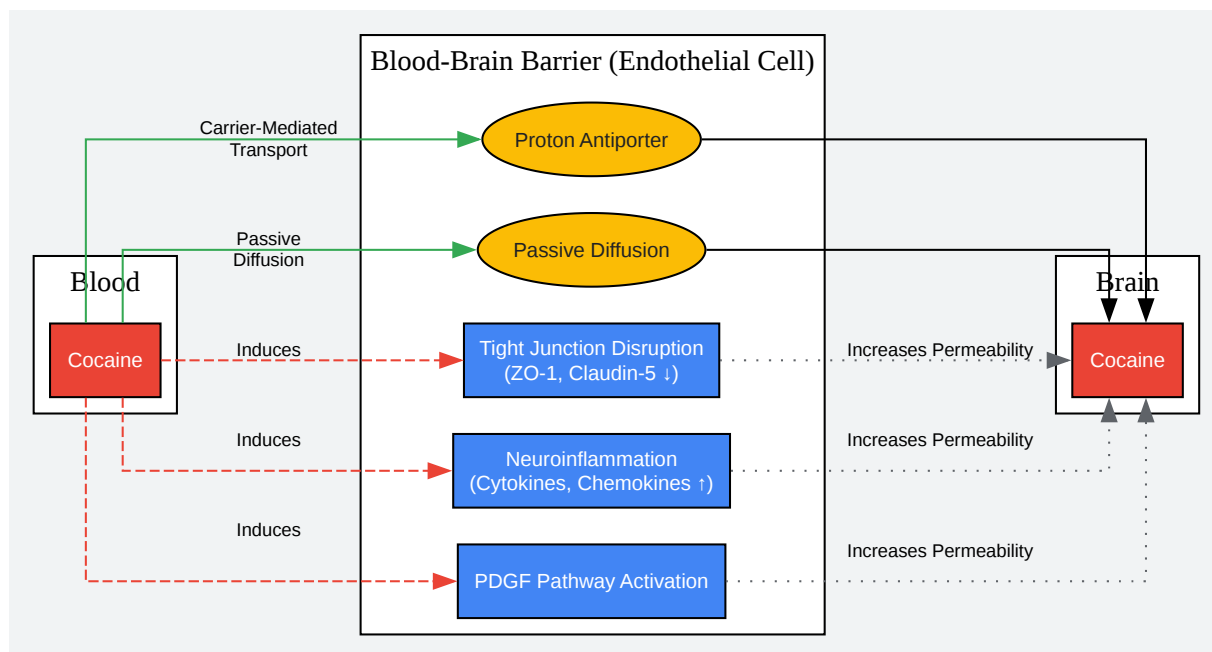 Blood-Brain Barrier (Endothelial Cell)
Carrier-Mediated
Transport
Proton Antiporter
Passive
Diffusion
Passive Diffusion
Blood
Brain
Cocaine
Induces
Tight Junction Disruption
(ZO-1, Claudin-5 ↓)
Increases Permeability
Cocaine
Induces
Neuroinflammation
(Cytokines, Chemokines ↑)
Increases Permeability
Induces
PDGF Pathway Activation
Increases Permeability